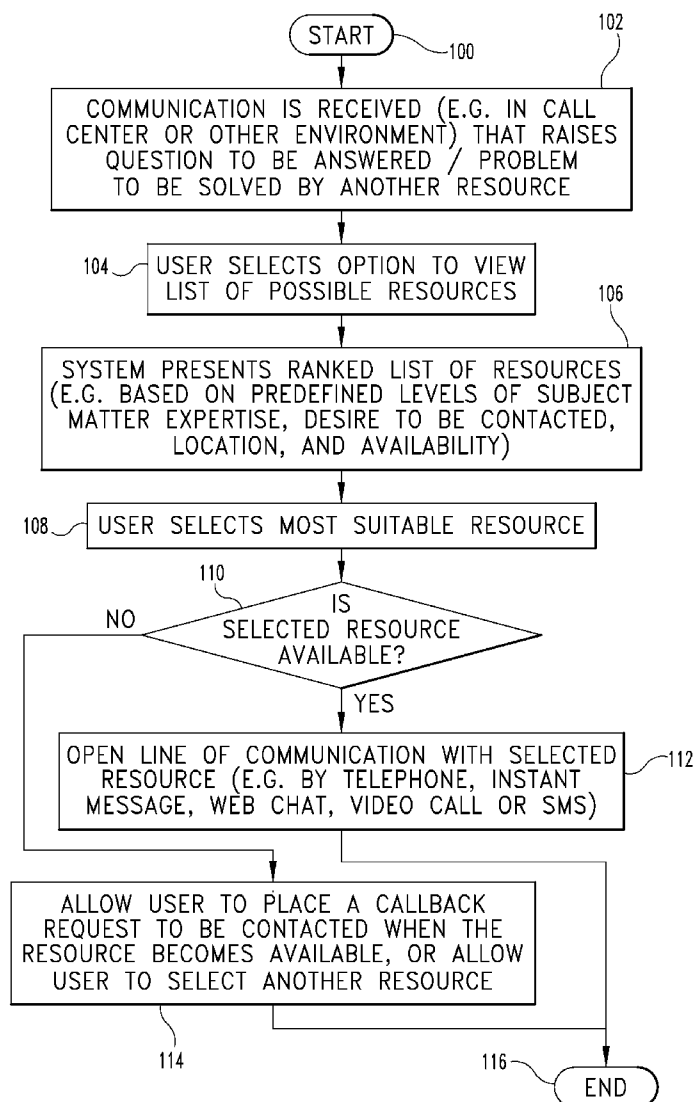 START
100
102
COMMUNICATION IS RECEIVED (E.G. IN CALL
CENTER OR OTHER ENVIRONMENT) THAT RAISES
QUESTION TO BE ANSWERED / PROBLEM
TO BE SOLVED BY ANOTHER RESOURCE
104
USER SELECTS OPTION TO VIEW
LIST OF POSSIBLE RESOURCES
106
SYSTEM PRESENTS RANKED LIST OF RESOURCES
(E.G. BASED ON PREDEFINED LEVELS OF SUBJECT
MATTER EXPERTISE, DESIRE TO BE CONTACTED,
LOCATION, AND AVAILABILITY)
108
USER SELECTS MOST SUITABLE RESOURCE
110
IS
SELECTED RESOURCE
AVAILABLE?
NO
YES
OPEN LINE OF COMMUNICATION WITH SELECTED
RESOURCE (E.G. BY TELEPHONE, INSTANT
MESSAGE, WEB CHAT, VIDEO CALL OR SMS)
112
ALLOW USER TO PLACE A CALLBACK
REQUEST TO BE CONTACTED WHEN THE
RESOURCE BECOMES AVAILABLE, OR ALLOW
USER TO SELECT ANOTHER RESOURCE
114
116
END